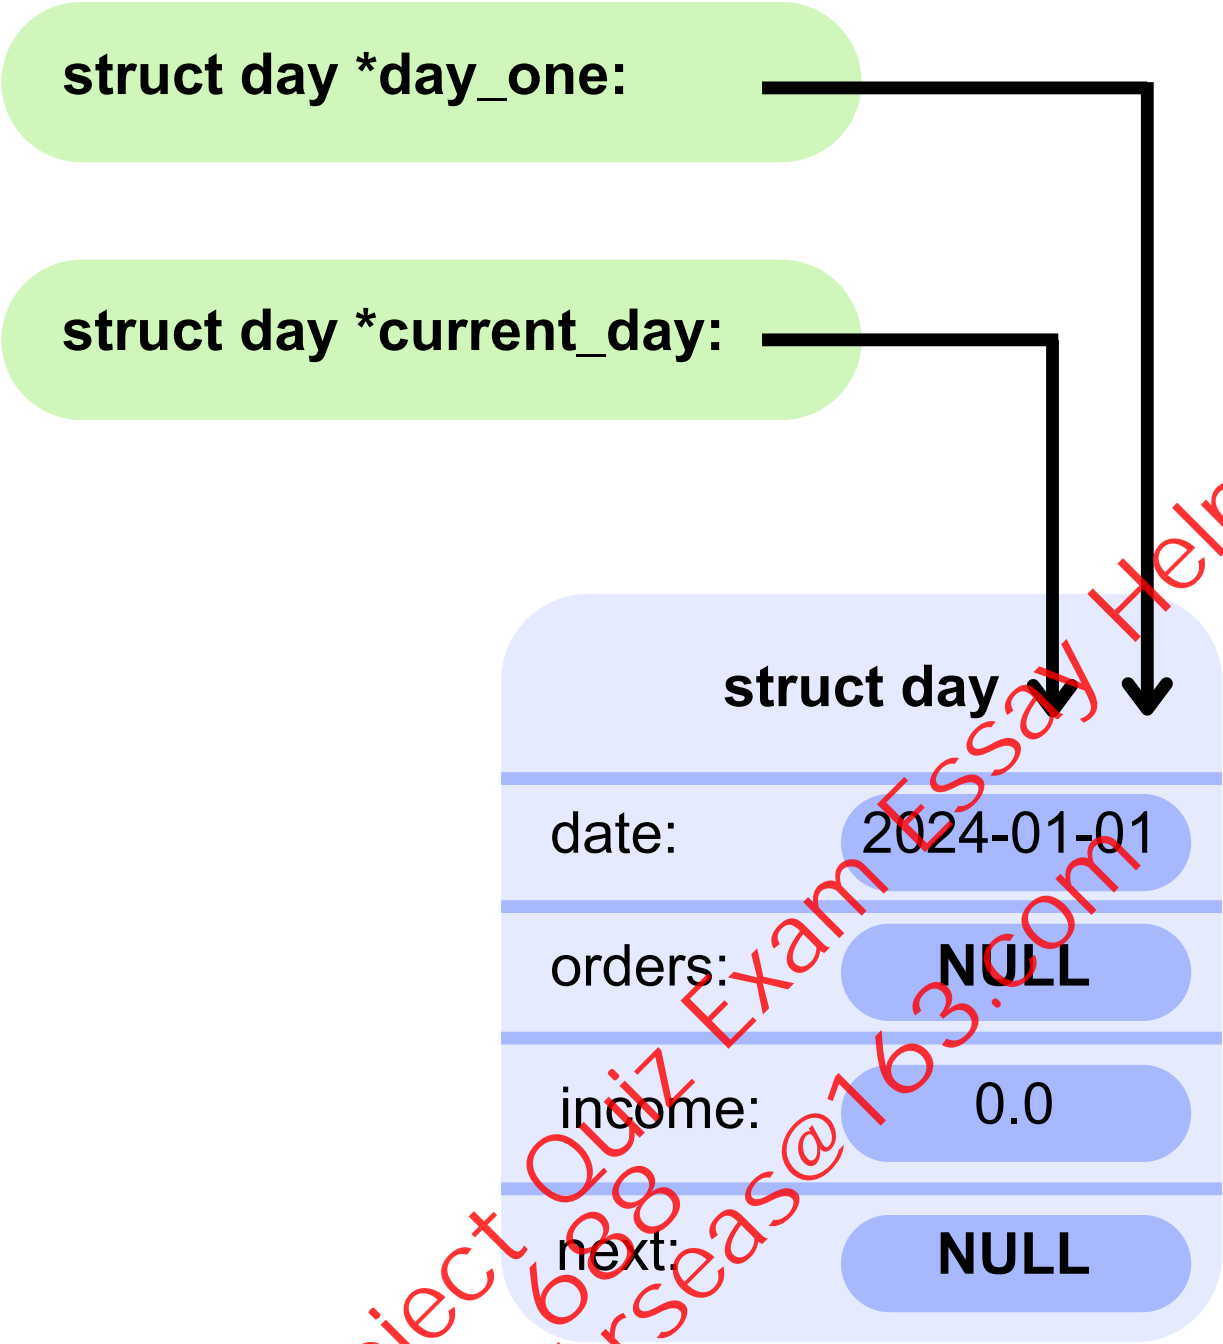 struct day *day_one:
struct day *current_day:
struct day
date: 2024-01-01
orders: NULL
income: 0.0
next: NULL
Quiz Exam Essay
688
@163.com